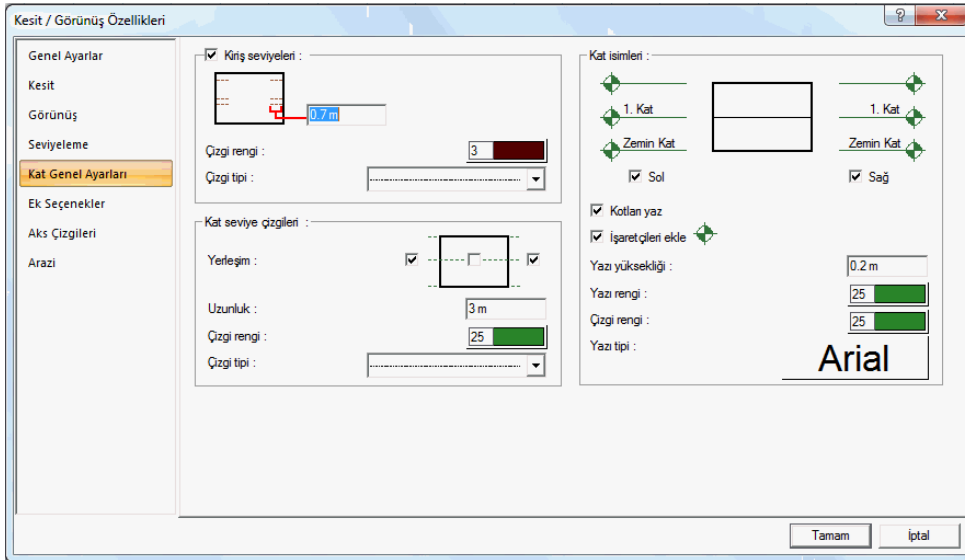 Kesit / Görünüş Özellikleri
?
Genel Ayarlar
Kesit
Görünüş
Seviyeleme
Kat Genel Ayarları
Ek Seçenekler
Aks Çizgileri
Arazi
Kiriş seviyeleri :
0.7 m
Çizgi rengi :
3
Çizgi tipi :
Kat seviye çizgileri :
Yerleşim :
Uzunluk :
3 m
Çizgi rengi :
25
Çizgi tipi :
Kat isimleri :
1. Kat
1. Kat
Zemin Kat
Zemin Kat
Sol
Sağ
Kotları yaz
İşaretçileri ekle
Yazı yüksekliği :
0.2 m
Yazı rengi :
25
Çizgi rengi :
25
Yazı tipi :
Arial
Tamam
İptal